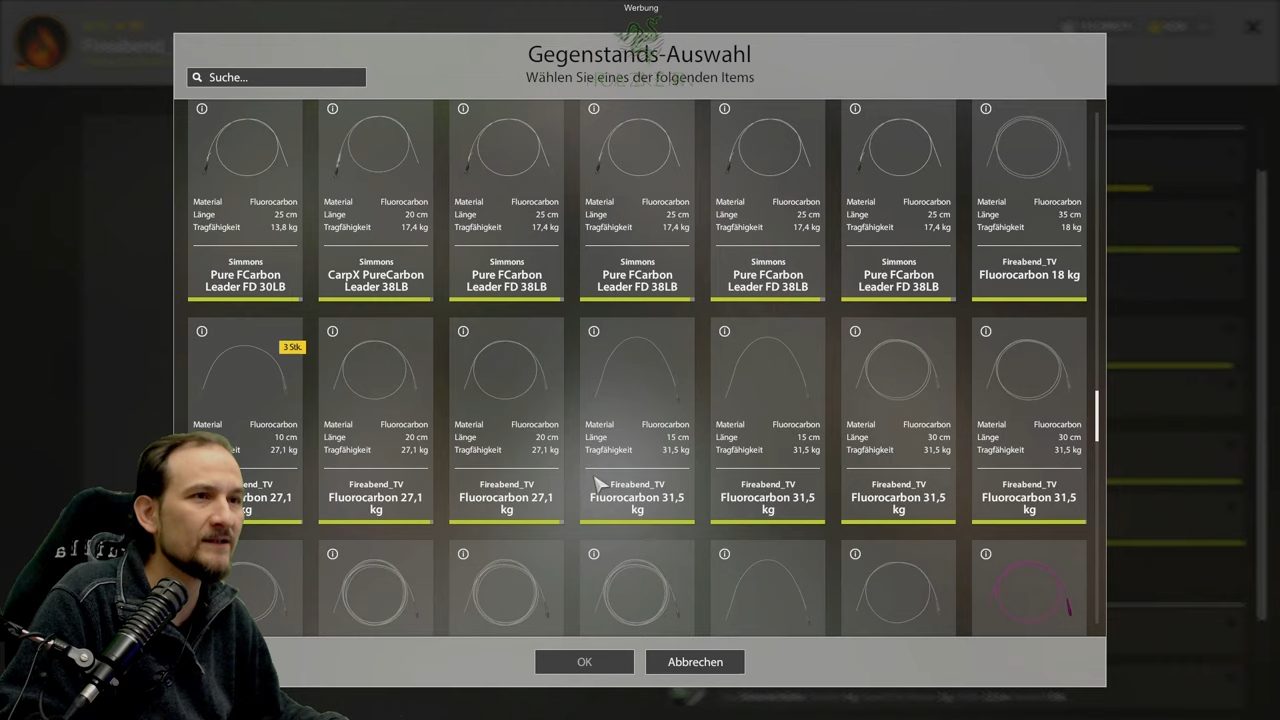 Werbung
Gegenstands-Auswahl
Suche...
Wählen Sie eines der folgenden Items
Material Fluorocarbon
Länge 25 cm
Tragfähigkeit 13,8 kg
Simmons
Pure FCarbon
Leader FD 30LB
Material Fluorocarbon
Länge 20 cm
Tragfähigkeit 17,4 kg
Simmons
CarpX PureCarbon
Leader 38LB
Material Fluorocarbon
Länge 25 cm
Tragfähigkeit 17,4 kg
Simmons
Pure FCarbon
Leader FD 38LB
Material Fluorocarbon
Länge 25 cm
Tragfähigkeit 17,4 kg
Simmons
Pure FCarbon
Leader FD 38LB
Material Fluorocarbon
Länge 25 cm
Tragfähigkeit 17,4 kg
Simmons
Pure FCarbon
Leader FD 38LB
Material Fluorocarbon
Länge 25 cm
Tragfähigkeit 17,4 kg
Simmons
Pure FCarbon
Leader FD 38LB
Material Fluorocarbon
Länge 35 cm
Tragfähigkeit 18 kg
Fireabend_TV
Fluorocarbon 18 kg
3 Stk.
Material Fluorocarbon
10 cm
27,1 kg
Fireabend_TV
bon 27,1
kg
Material Fluorocarbon
Länge 20 cm
Tragfähigkeit 27,1 kg
Fireabend_TV
Fluorocarbon 27,1
kg
Material Fluorocarbon
Länge 20 cm
Tragfähigkeit 27,1 kg
Fireabend_TV
Fluorocarbon 27,1
kg
Material Fluorocarbon
Länge 15 cm
Tragfähigkeit 31,5 kg
Fireabend_TV
Fluorocarbon 31,5
kg
Material Fluorocarbon
Länge 15 cm
Tragfähigkeit 31,5 kg
Fireabend_TV
Fluorocarbon 31,5
kg
Material Fluorocarbon
Länge 30 cm
Tragfähigkeit 31,5 kg
Fireabend_TV
Fluorocarbon 31,5
kg
Material Fluorocarbon
Länge 30 cm
Tragfähigkeit 31,5 kg
Fireabend_TV
Fluorocarbon 31,5
kg
OK
Abbrechen